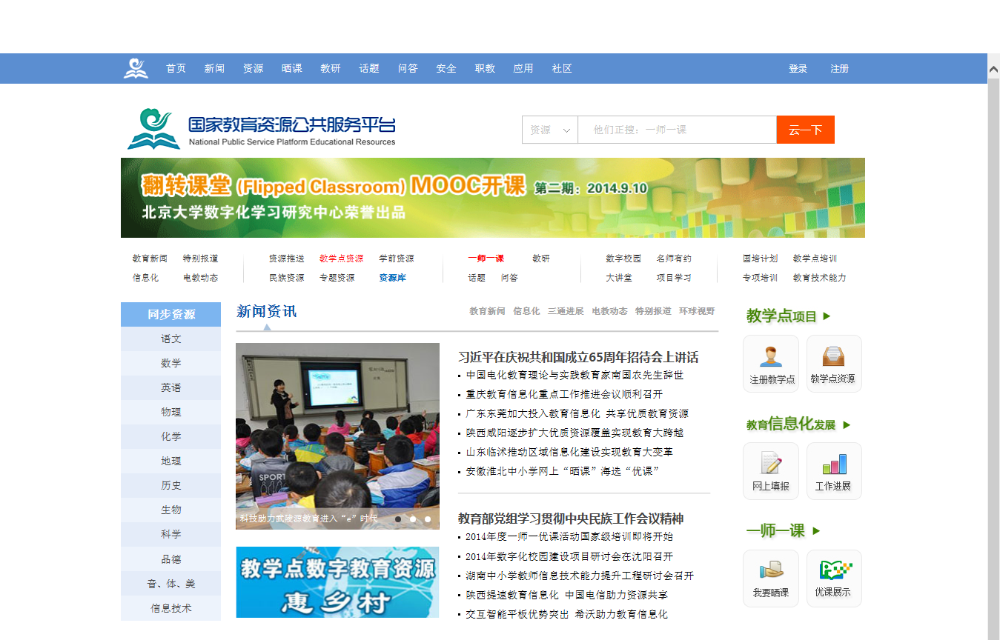 首页 新闻 资源 晒课 教研 话题 问答 安全 职教 应用 社区 登录 注册
国家教育资源公共服务平台
National Public Service Platform Educational Resources
资源 他们正搜：一师一课 云一下
翻转课堂 (Flipped Classroom) MOOC开课 第二期：2014.9.10
北京大学数字化学习研究中心荣誉出品
教育新闻 特别报道 资源推送 教学点资源 学前资源 一师一课 教研 数字校园 名师有约 国培计划 教学点培训
信息化 电教动态 民族资源 专题资源 资源库 话题 问答 大讲堂 项目学习 专项培训 教育技术能力
同步资源
语文
数学
英语
物理
化学
地理
历史
生物
科学
品德
音、体、美
信息技术
新闻资讯 教育新闻 信息化 三通进展 电教动态 特别报道 环球视野
SPORT
科技助力武陵源教育进入“e”时代
教学点数字教育资源
惠乡村
习近平在庆祝共和国成立65周年招待会上讲话
中国电化教育理论与实践教育家南国农先生辞世
重庆教育信息化重点工作推进会议顺利召开
广东东莞加大投入教育信息化 共享优质教育资源
陕西咸阳逐步扩大优质资源覆盖实现教育大跨越
山东临沭推动区域信息化建设实现教育大变革
安徽淮北中小学网上“晒课”海选“优课”
教育部党组学习贯彻中央民族工作会议精神
2014年度一师一优课活动国家级培训即将开始
2014年数字化校园建设项目研讨会在沈阳召开
湖南中小学教师信息技术能力提升工程研讨会召开
陕西提速教育信息化 中国电信助力资源共享
交互智能平板优势突出 希沃助力教育信息化
教学点项目
注册教学点 教学点资源
教育信息化发展
网上填报 工作进展
一师一课
我要晒课 优课展示